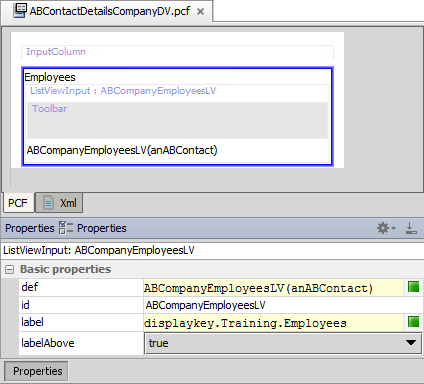 ABContactDetailsCompanyDV.pcf ×
InputColumn
Employees
ListViewInput : ABCompanyEmployeesLV
Toolbar
ABCompanyEmployeesLV(anABContact)
PCF Xml
Properties Properties
ListViewInput: ABCompanyEmployeesLV
Basic properties
def ABCompanyEmployeesLV(anABContact)
id ABCompanyEmployeesLV
label displaykey.Training.Employees
labelAbove true
Properties